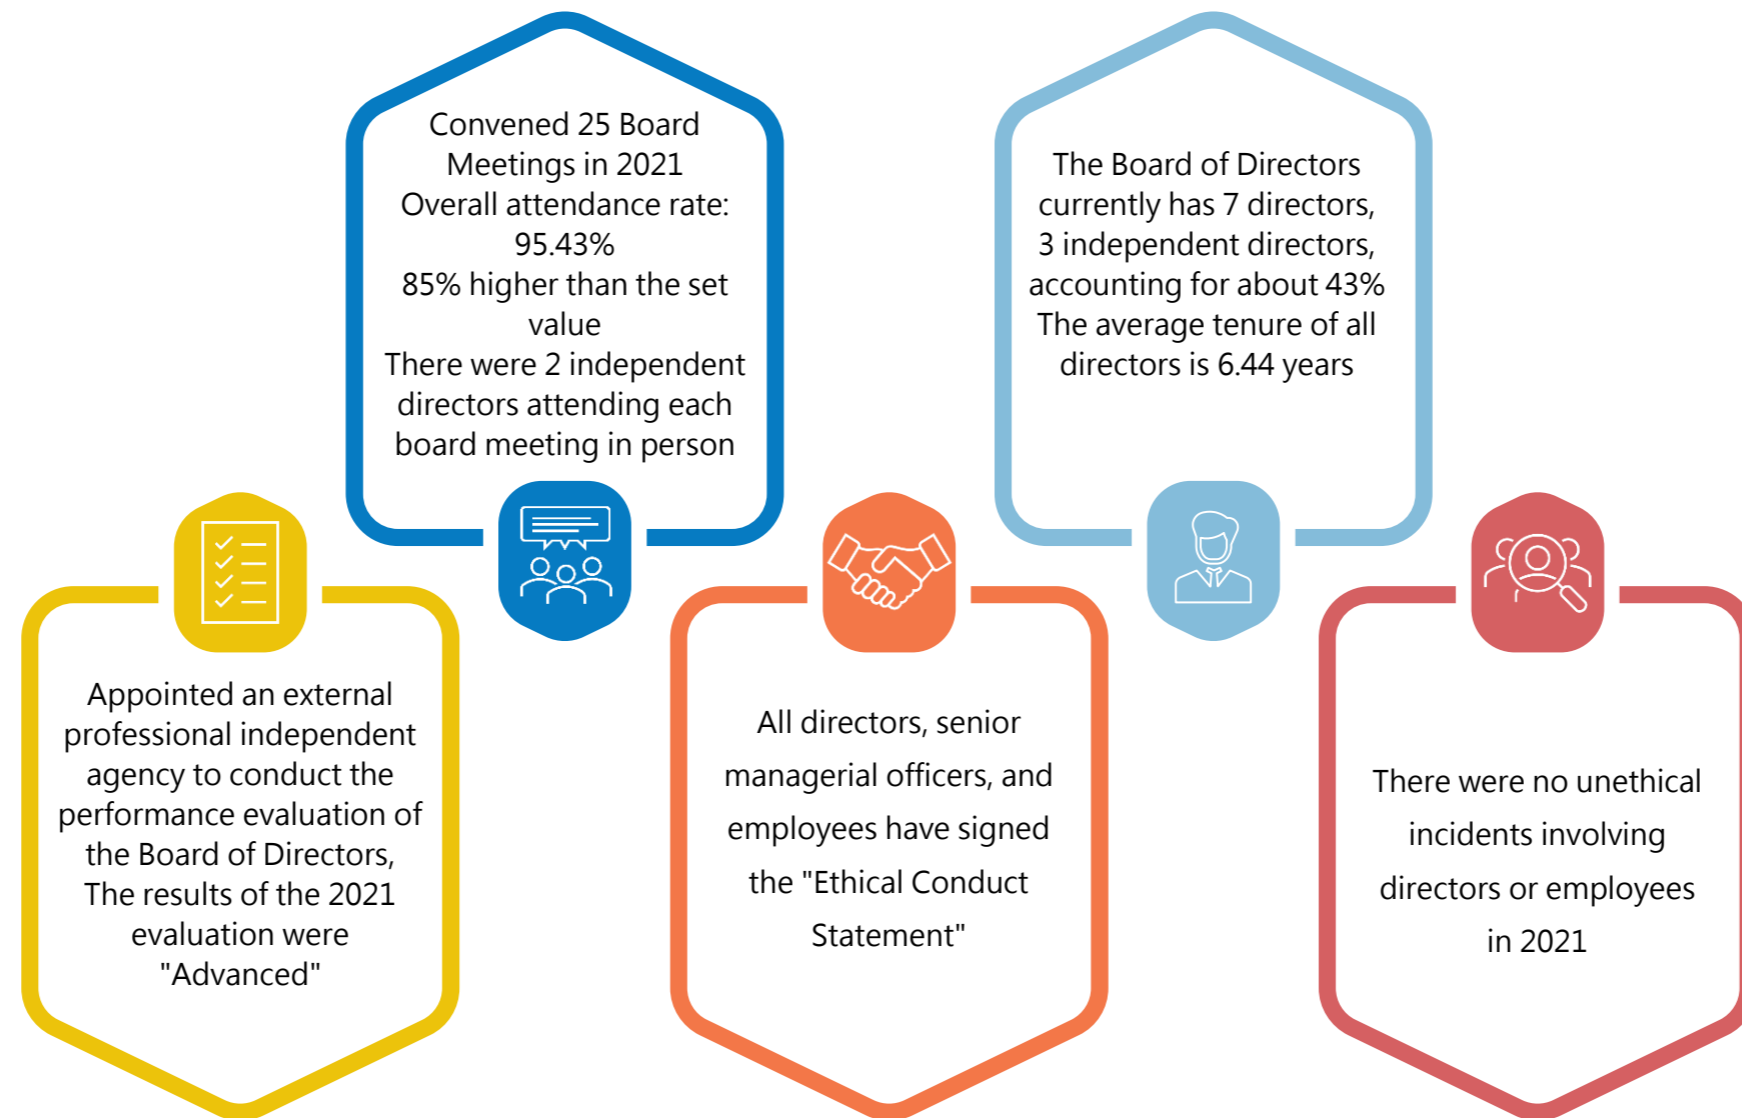 Convened 25 Board
Meetings in 2021
Overall attendance rate:
95.43%
85% higher than the set
value
There were 2 independent
directors attending each
board meeting in person
The Board of Directors
currently has 7 directors,
3 independent directors,
accounting for about 43%
The average tenure of all
directors is 6.44 years
Appointed an external
professional independent
agency to conduct the
performance evaluation of
the Board of Directors,
The results of the 2021
evaluation were
"Advanced"
All directors, senior
managerial officers, and
employees have signed
the "Ethical Conduct
Statement"
There were no unethical
incidents involving
directors or employees
in 2021